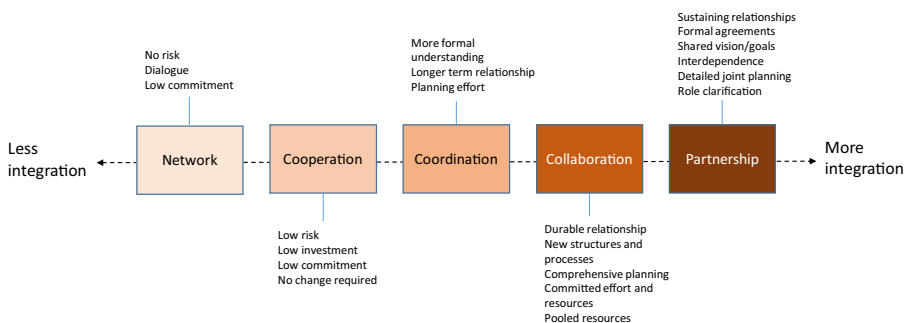 No risk
Dialogue
Low commitment
More formal
understanding
Longer term relationship
Planning effort
Sustaining relationships
Formal agreements
Shared vision/goals
Interdependence
Detailed joint planning
Role clarification
Less
integration
Network
Cooperation
Coordination
Collaboration
Partnership
More
integration
Low risk
Low investment
Low commitment
No change required
Durable relationship
New structures and
processes
Comprehensive planning
Committed effort and
resources
Pooled resources